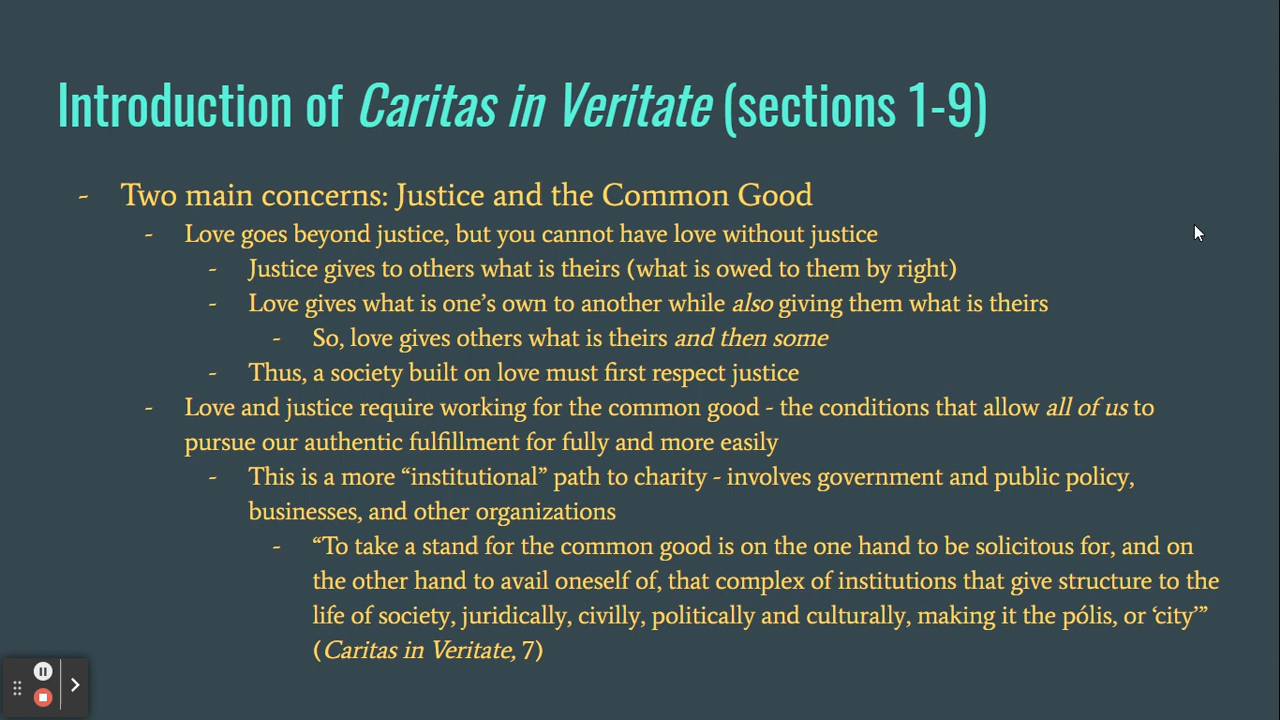 Introduction of Caritas in Veritate (sections 1-9)
- Two main concerns: Justice and the Common Good
- Love goes beyond justice, but you cannot have love without justice
- Justice gives to others what is theirs (what is owed to them by right)
- Love gives what is one’s own to another while also giving them what is theirs
- So, love gives others what is theirs and then some
- Thus, a society built on love must first respect justice
- Love and justice require working for the common good - the conditions that allow all of us to
pursue our authentic fulfillment for fully and more easily
- This is a more “institutional” path to charity - involves government and public policy,
businesses, and other organizations
- “To take a stand for the common good is on the one hand to be solicitous for, and on
the other hand to avail oneself of, that complex of institutions that give structure to the
life of society, juridically, civilly, politically and culturally, making it the pólis, or ‘city’”
(Caritas in Veritate, 7)